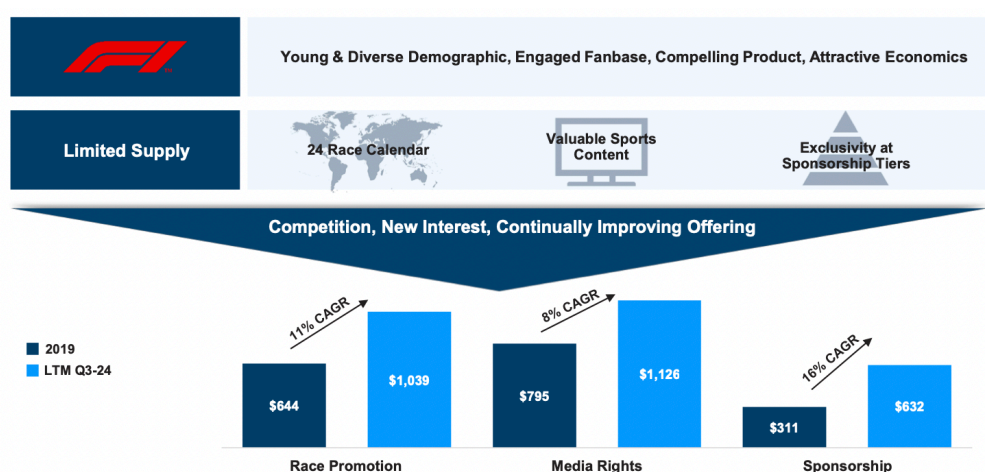 F1
Young & Diverse Demographic, Engaged Fanbase, Compelling Product, Attractive Economics
Limited Supply
24 Race Calendar
Valuable Sports
Content
Exclusivity at
Sponsorship Tiers
Competition, New Interest, Continually Improving Offering
2019
LTM Q3-24
11% CAGR
$644
$1,039
8% CAGR
$795
$1,126
16% CAGR
$311
$632
Race Promotion
Media Rights
Sponsorship